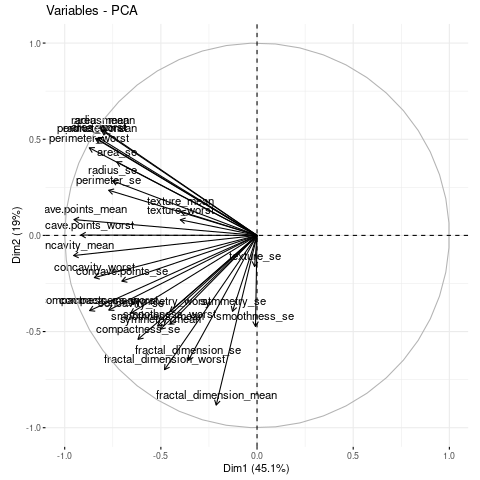 Variables - PCA
1.0
radius_mean
perimeter_worst
area_se
0.5
radius_se
perimeter_se
texture_mean
texture_worst
ave.points_mean
cave.points_worst
0.0
ncavity_mean
texture_se
concavity_worst
concave.points_se
symmetry_se
smoothness_se
compactness_se
-0.5
fractal_dimension_se
fractal_dimension_worst
fractal_dimension_mean
-1.0
Dim2 (19%)
-1.0 -0.5 0.0 0.5 1.0
Dim1 (45.1%)